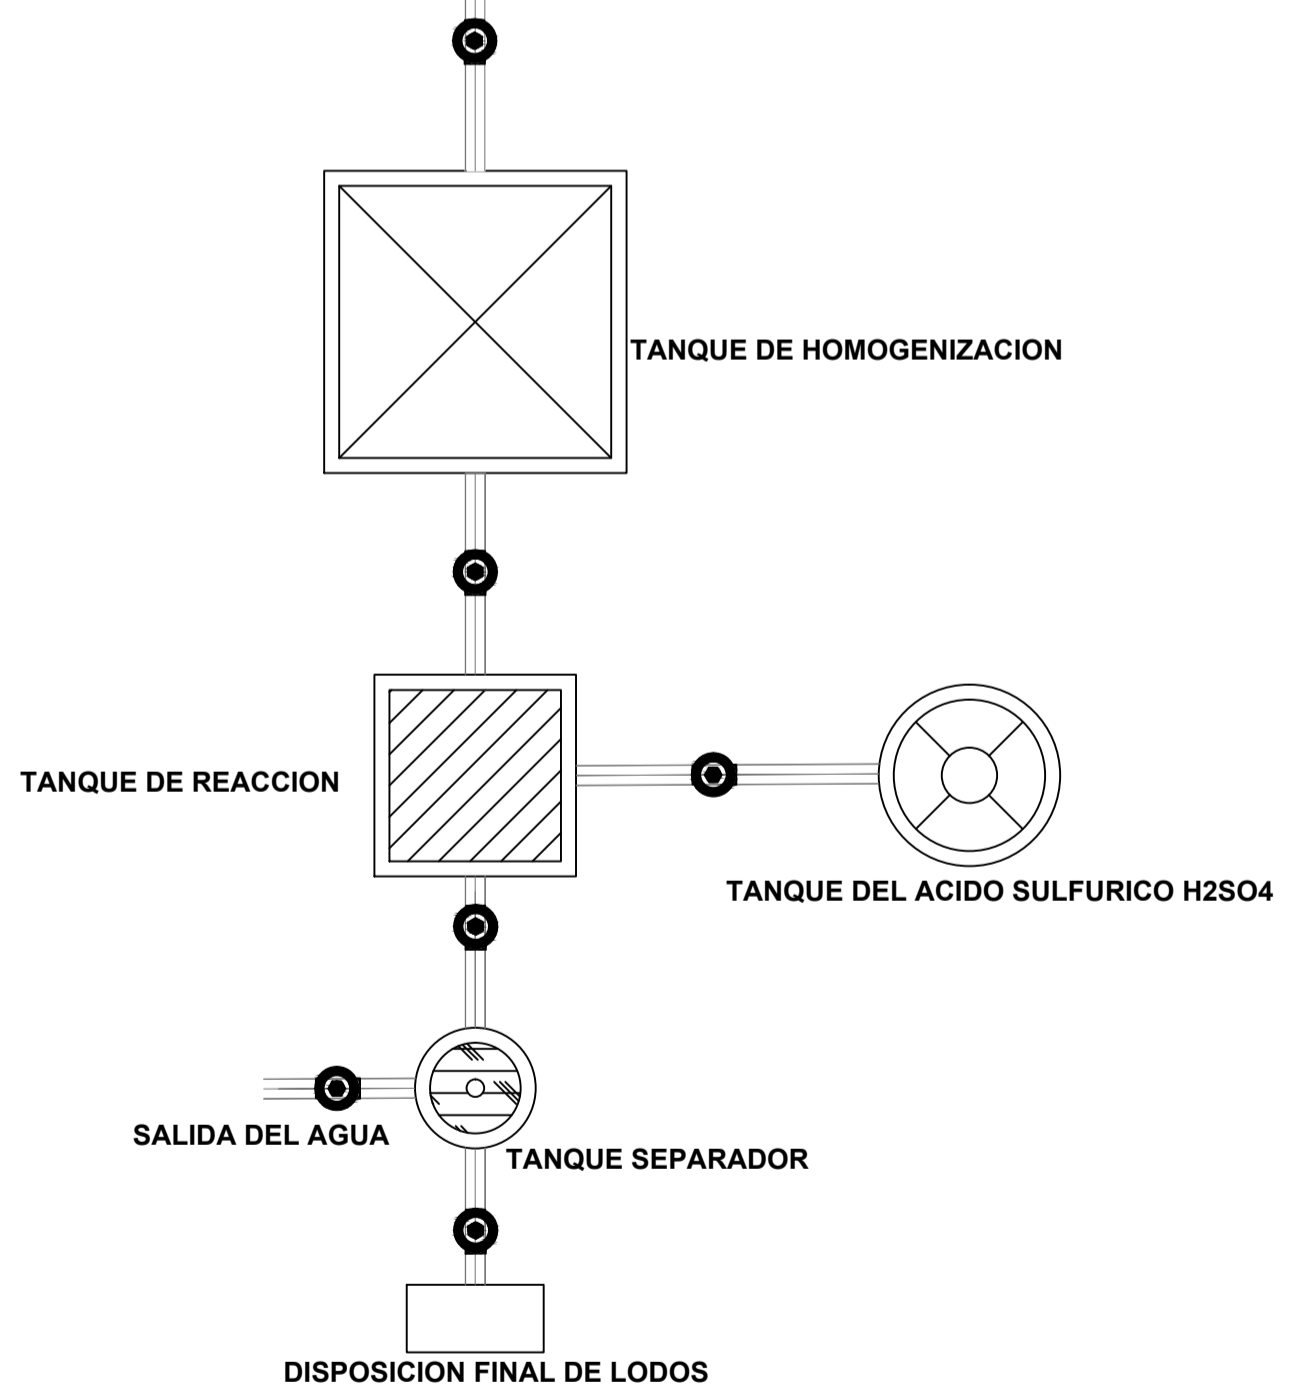 TANQUE DE HOMOGENIZACION
TANQUE DE REACCION
TANQUE DEL ACIDO SULFURICO H2SO4
SALIDA DEL AGUA
TANQUE SEPARADOR
DISPOSICION FINAL DE LODOS